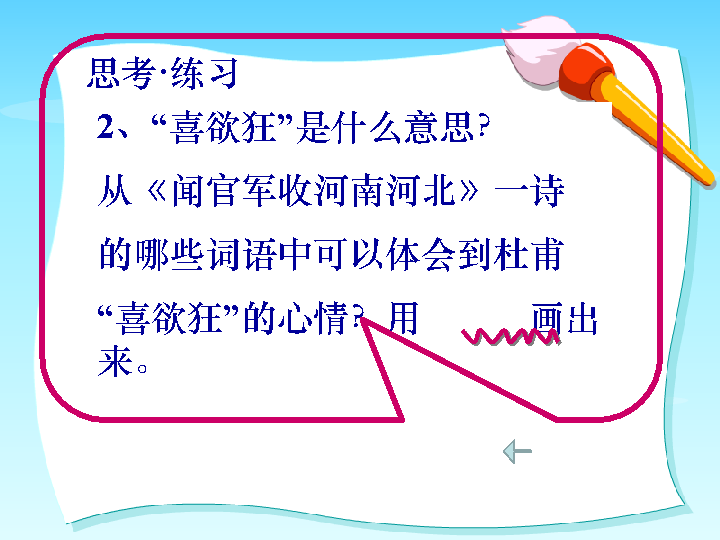 思考·练习
2、“喜欲狂”是什么意思？
从《闻官军收河南河北》一诗
的哪些词语中可以体会到杜甫
“喜欲狂”的心情？用 画出
来。